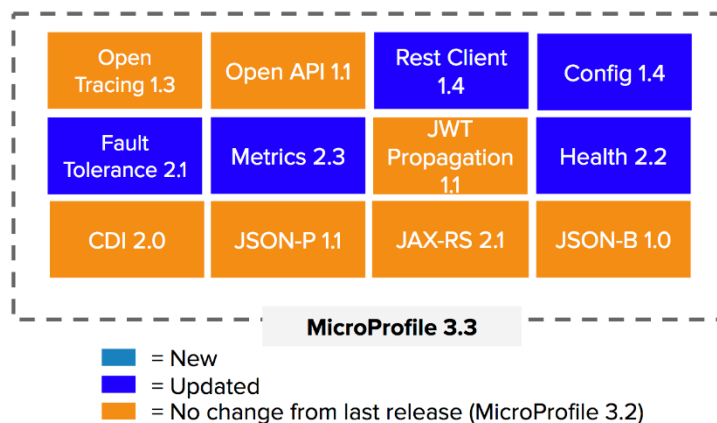 Open
Tracing 1.3
Open API 1.1
Rest Client
1.4
Config 1.4
Fault
Tolerance 2.1
Metrics 2.3
JWT
Propagation
1.1
Health 2.2
CDI 2.0
JSON-P 1.1
JAX-RS 2.1
JSON-B 1.0
MicroProfile 3.3
= New
= Updated
= No change from last release (MicroProfile 3.2)